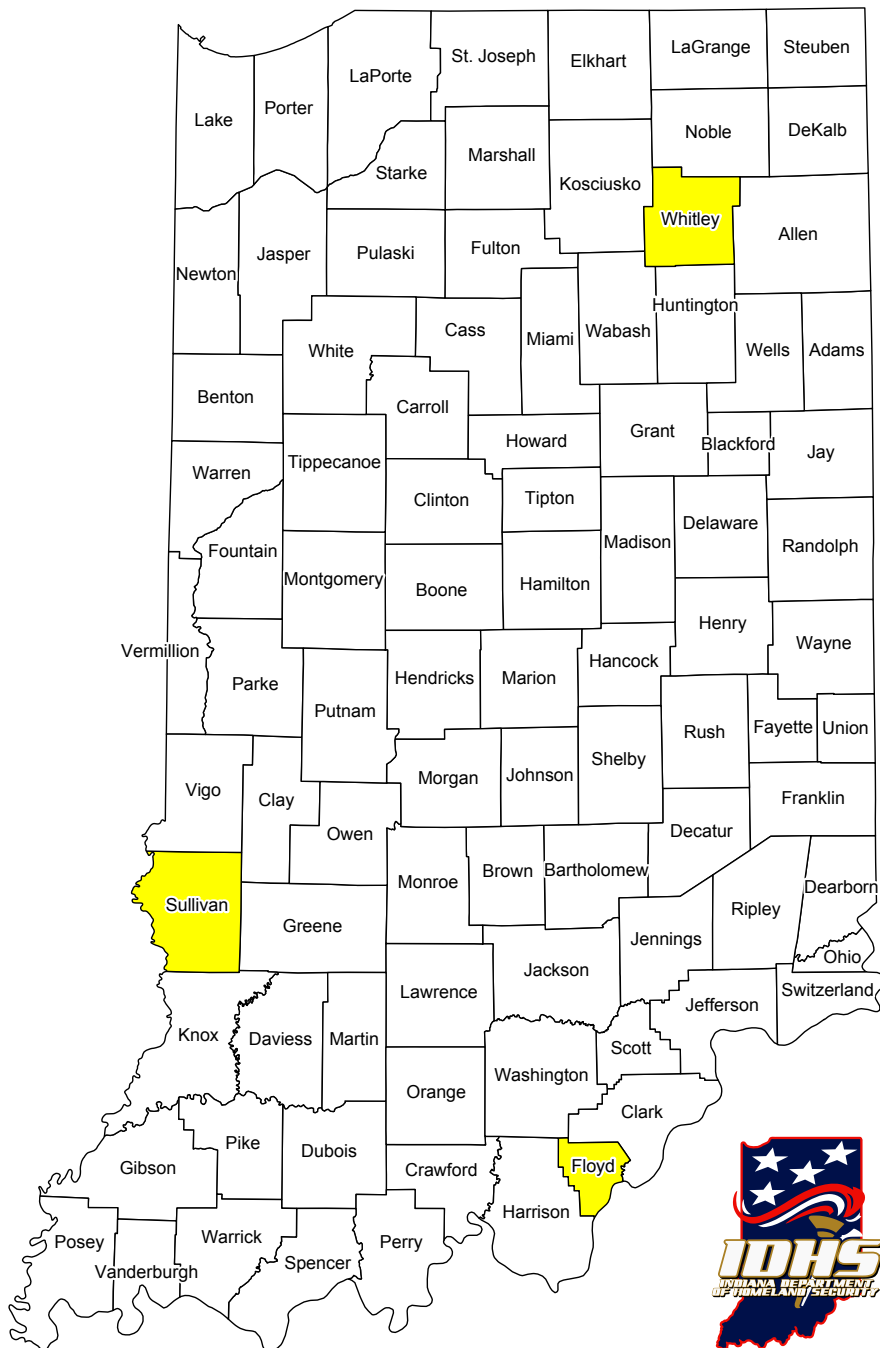 St. Joseph
LaGrange
Steuben
Elkhart
LaPorte
Porter
Lake
Noble
DeKalb
Marshall
Starke
Kosciusko
Whitley
Allen
Fulton
Pulaski
Jasper
Newton
Huntington
Cass
Miami
Wabash
White
Wells
Adams
Benton
Carroll
Grant
Howard
Blackford
Jay
Tippecanoe
Warren
Clinton
Tipton
Delaware
Madison
Randolph
Fountain
Montgomery
Boone
Hamilton
Henry
Wayne
Vermillion
Hancock
Parke
Hendricks
Marion
Putnam
Rush
Fayette
Union
Shelby
Morgan
Johnson
Vigo
Clay
Franklin
Owen
Decatur
Monroe
Brown
Bartholomew
Dearborn
Sullivan
Ripley
Greene
Jennings
Ohio
Jackson
Lawrence
Switzerland
Jefferson
Knox
Daviess
Martin
Scott
Washington
Orange
Clark
Pike
Dubois
Gibson
Crawford
Floyd
Harrison
Posey
Warrick
Perry
Vanderburgh
Spencer
IDHS
INDIANA DEPARTMENT
OF HOMELAND SECURITY